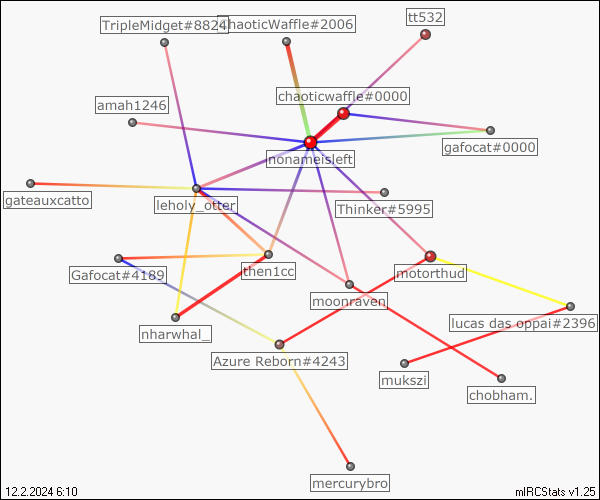 TripleMidget#8824
chaoticWaffle#2006
tt532
chaoticwaffle#0000
amah1246
gafocat#0000
nonameisleft
gateauxcatto
leholy_otter
Thinker#5995
Gafocat#4189
then1cc
motorthud
moonraven
nharwhal_
lucas das oppai#2396
Azure Reborn#4243
mukszi
chobham.
mercurybro
12.2.2024 6:10
mIRCStats v1.25